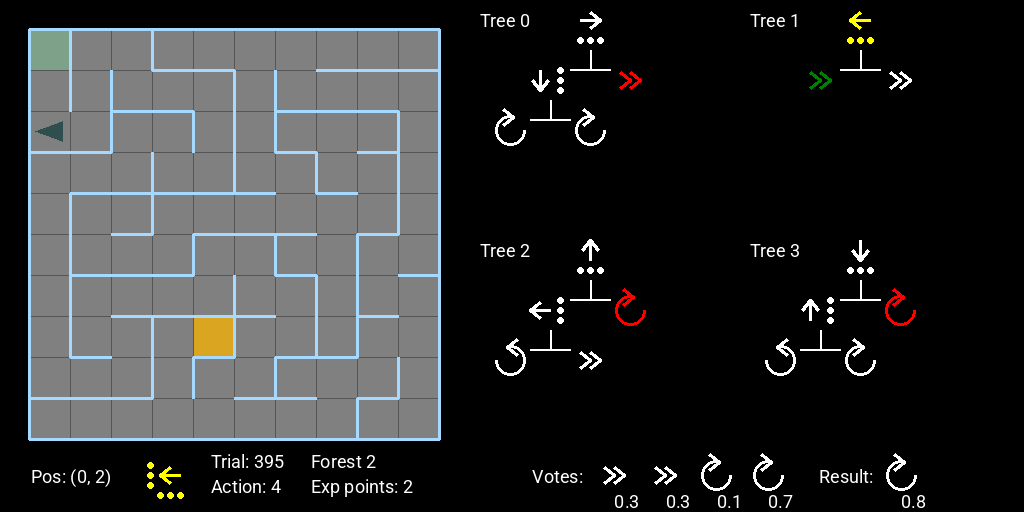 Tree 0
Tree 1
Tree 2
Tree 3
Pos: (0, 2)
Trial: 395
Forest 2
Action: 4
Exp points: 2
Votes:
0.3
0.3
0.1
0.7
Result:
0.8